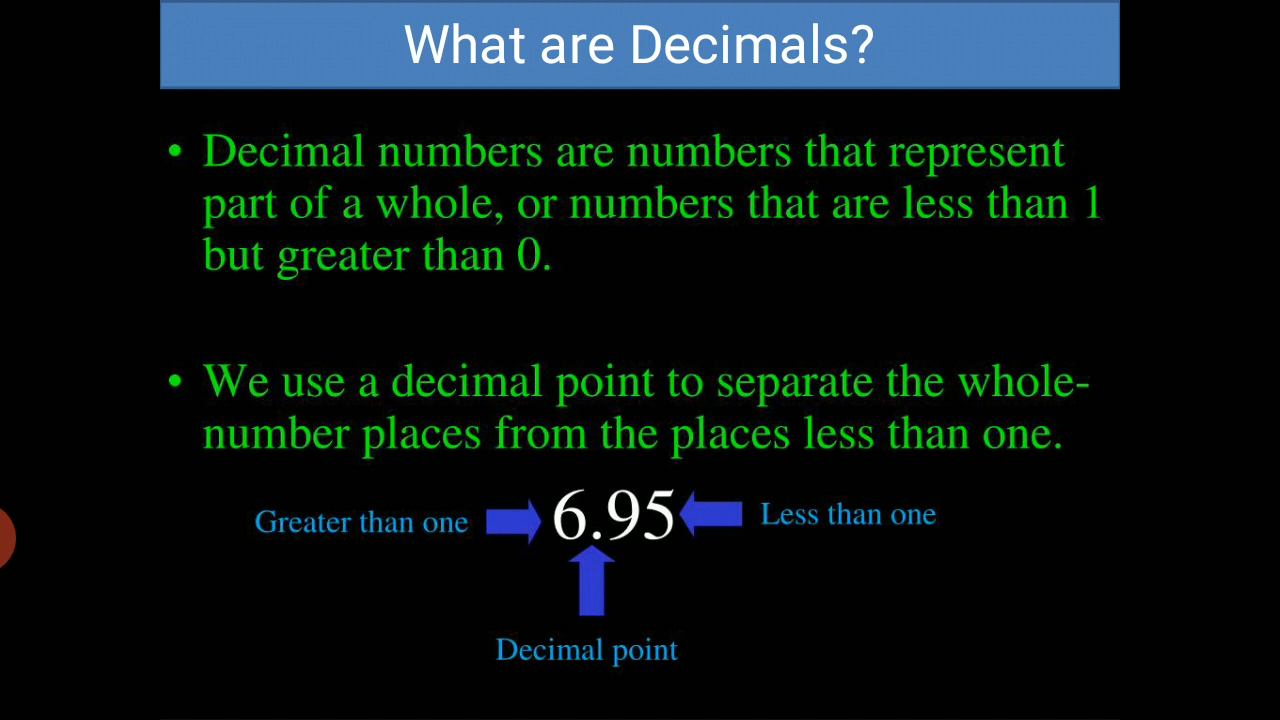 What are Decimals?
• Decimal numbers are numbers that represent
part of a whole, or numbers that are less than 1
but greater than 0.
• We use a decimal point to separate the whole-
number places from the places less than one.
Greater than one 6.95 Less than one
Decimal point